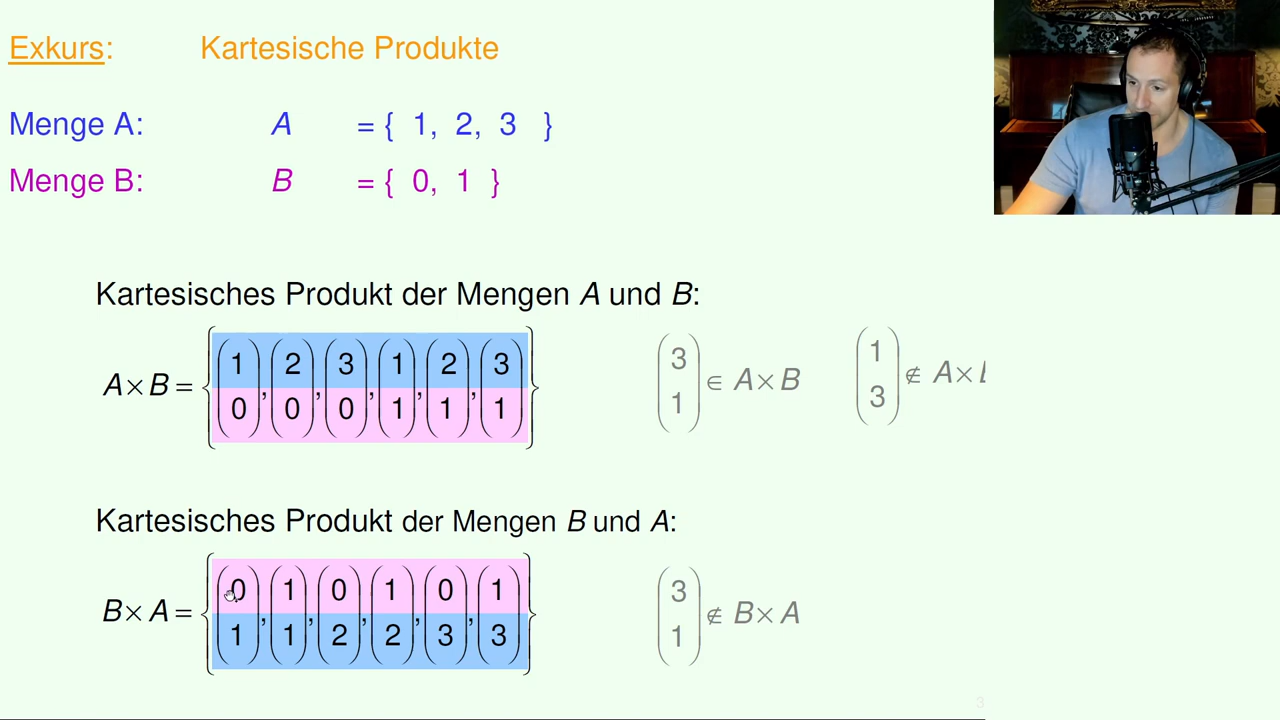 Exkurs: Kartesische Produkte
Menge A: A = { 1, 2, 3 }
Menge B: B = { 0, 1 }
Kartesisches Produkt der Mengen A und B:
A×B = {(1 0), (2 0), (3 0), (1 1), (2 1), (3 1)} (3 1) ∈ A×B (1 3) ∉ A×
Kartesisches Produkt der Mengen B und A:
B×A = {(0 1), (1 1), (0 2), (1 2), (0 3), (1 3)} (3 1) ∉ B×A
3